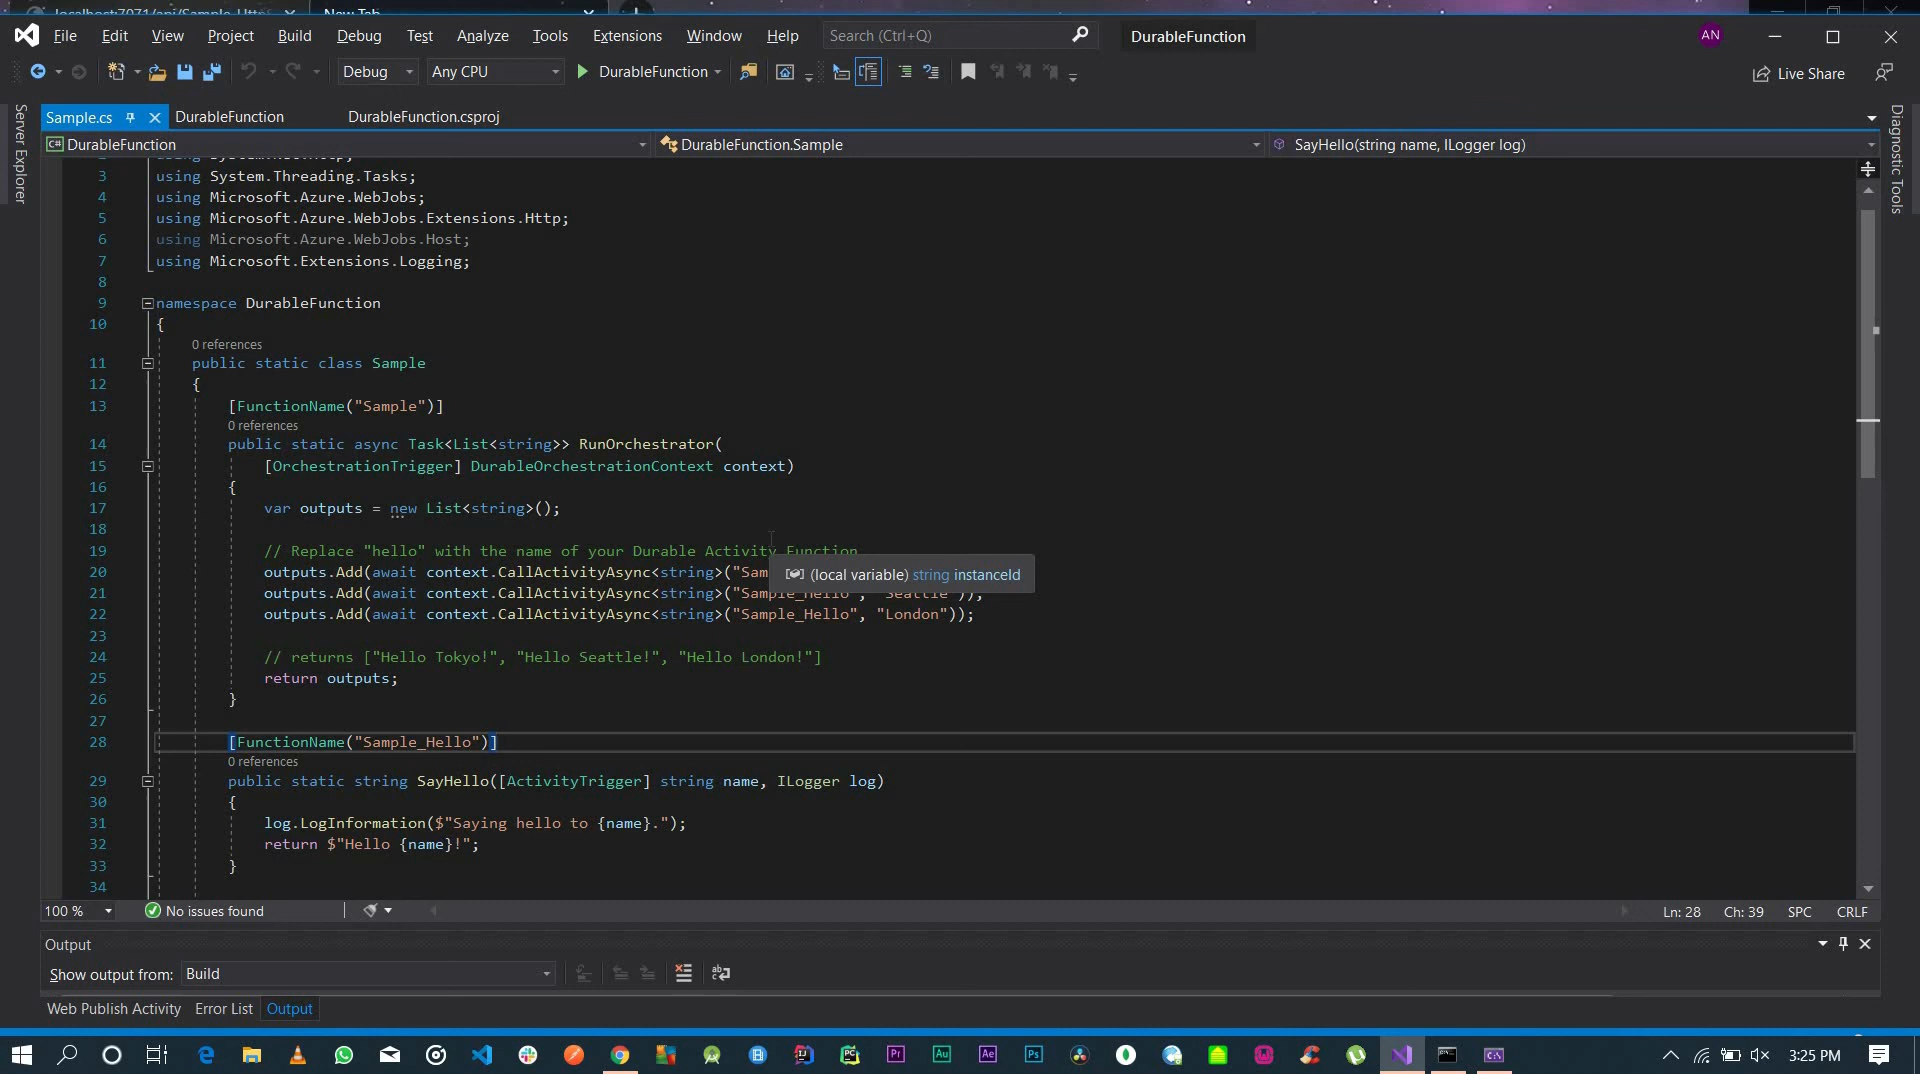 localhost:7071/api/Sample_Http
New Tab
File Edit View Project Build Debug Test Analyze Tools Extensions Window Help Search (Ctrl+Q) DurableFunction AN
Debug Any CPU DurableFunction Live Share
Server Explorer
Diagnostic Tools
Sample.cs DurableFunction DurableFunction.csproj
C# DurableFunction DurableFunction.Sample SayHello(string name, ILogger log)
3 using System.Threading.Tasks;
4 using Microsoft.Azure.WebJobs;
5 using Microsoft.Azure.WebJobs.Extensions.Http;
6 using Microsoft.Azure.WebJobs.Host;
7 using Microsoft.Extensions.Logging;
8
9 namespace DurableFunction
10 {
0 references
11 public static class Sample
12 {
13 [FunctionName("Sample")]
0 references
14 public static async Task<List<string>> RunOrchestrator(
15 [OrchestrationTrigger] DurableOrchestrationContext context)
16 {
17 var outputs = new List<string>();
18
19 // Replace "hello" with the name of your Durable Activity Function
20 outputs.Add(await context.CallActivityAsync<string>("Sam
(local variable) string instanceId
21 outputs.Add(await context.CallActivityAsync<string>("Sample_Hello", "Seattle"));
22 outputs.Add(await context.CallActivityAsync<string>("Sample_Hello", "London"));
23
24 // returns ["Hello Tokyo!", "Hello Seattle!", "Hello London!"]
25 return outputs;
26 }
27
28 [FunctionName("Sample_Hello")]
0 references
29 public static string SayHello([ActivityTrigger] string name, ILogger log)
30 {
31 log.LogInformation($"Saying hello to {name}.");
32 return $"Hello {name}!";
33 }
34
100 % No issues found Ln: 28 Ch: 39 SPC CRLF
Output
Show output from: Build
Web Publish Activity Error List Output
3:25 PM